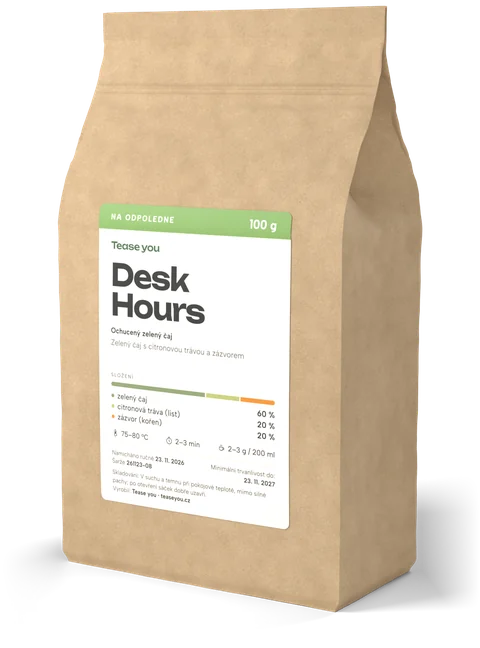 NA ODPOLEDNE
100 g
Tease you
Desk
Hours
Ochucený zelený čaj
Zelený čaj s citronovou trávou a zázvorem
SLOŽENÍ
zelený čaj 60 %
citronová tráva (list) 20 %
zázvor (kořen) 20 %
75–80 °C 2–3 min 2–3 g / 200 ml
Namícháno ručně 23. 11. 2026
Šarže 261123-08
Minimální trvanlivost do:
23. 11. 2027
Skladování: V suchu a temnu při pokojové teplotě, mimo silné
pachy; po otevření sáček dobře uzavři.
Vyrobil: Tease you · teaseyou.cz